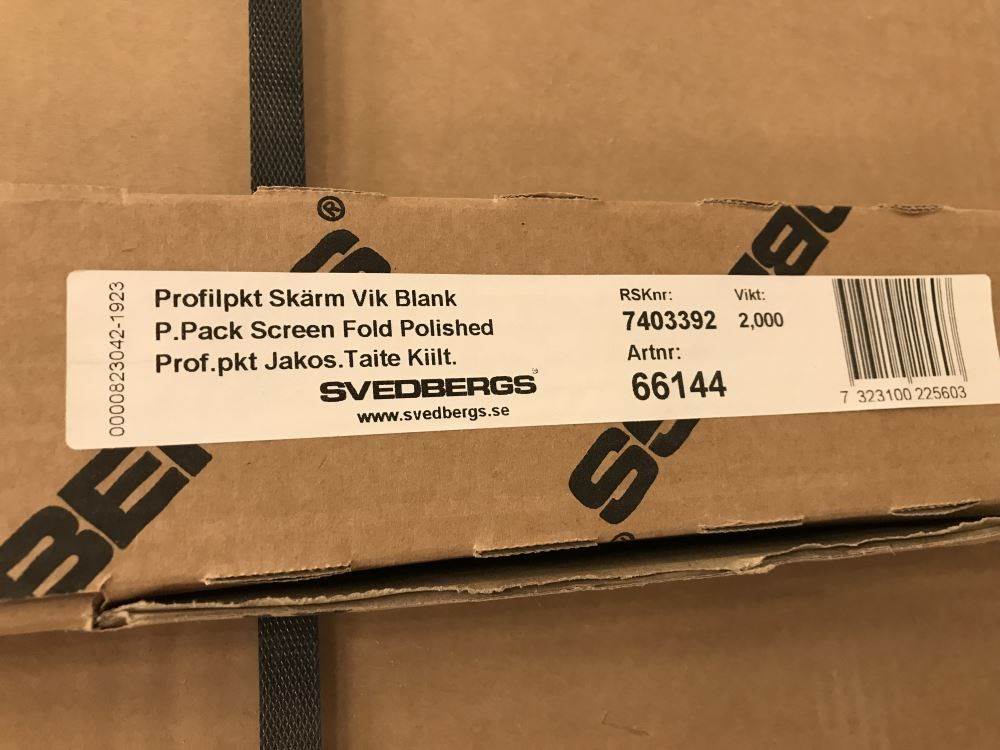 ®
0000823042-1923
Profilpkt Skärm Vik Blank
P.Pack Screen Fold Polished
Prof.pkt Jakos.Taite Kiilt.
SVEDBERGS®
www.svedbergs.se
RSKnr:
7403392
Vikt:
2,000
Artnr:
66144
7 323100 225603